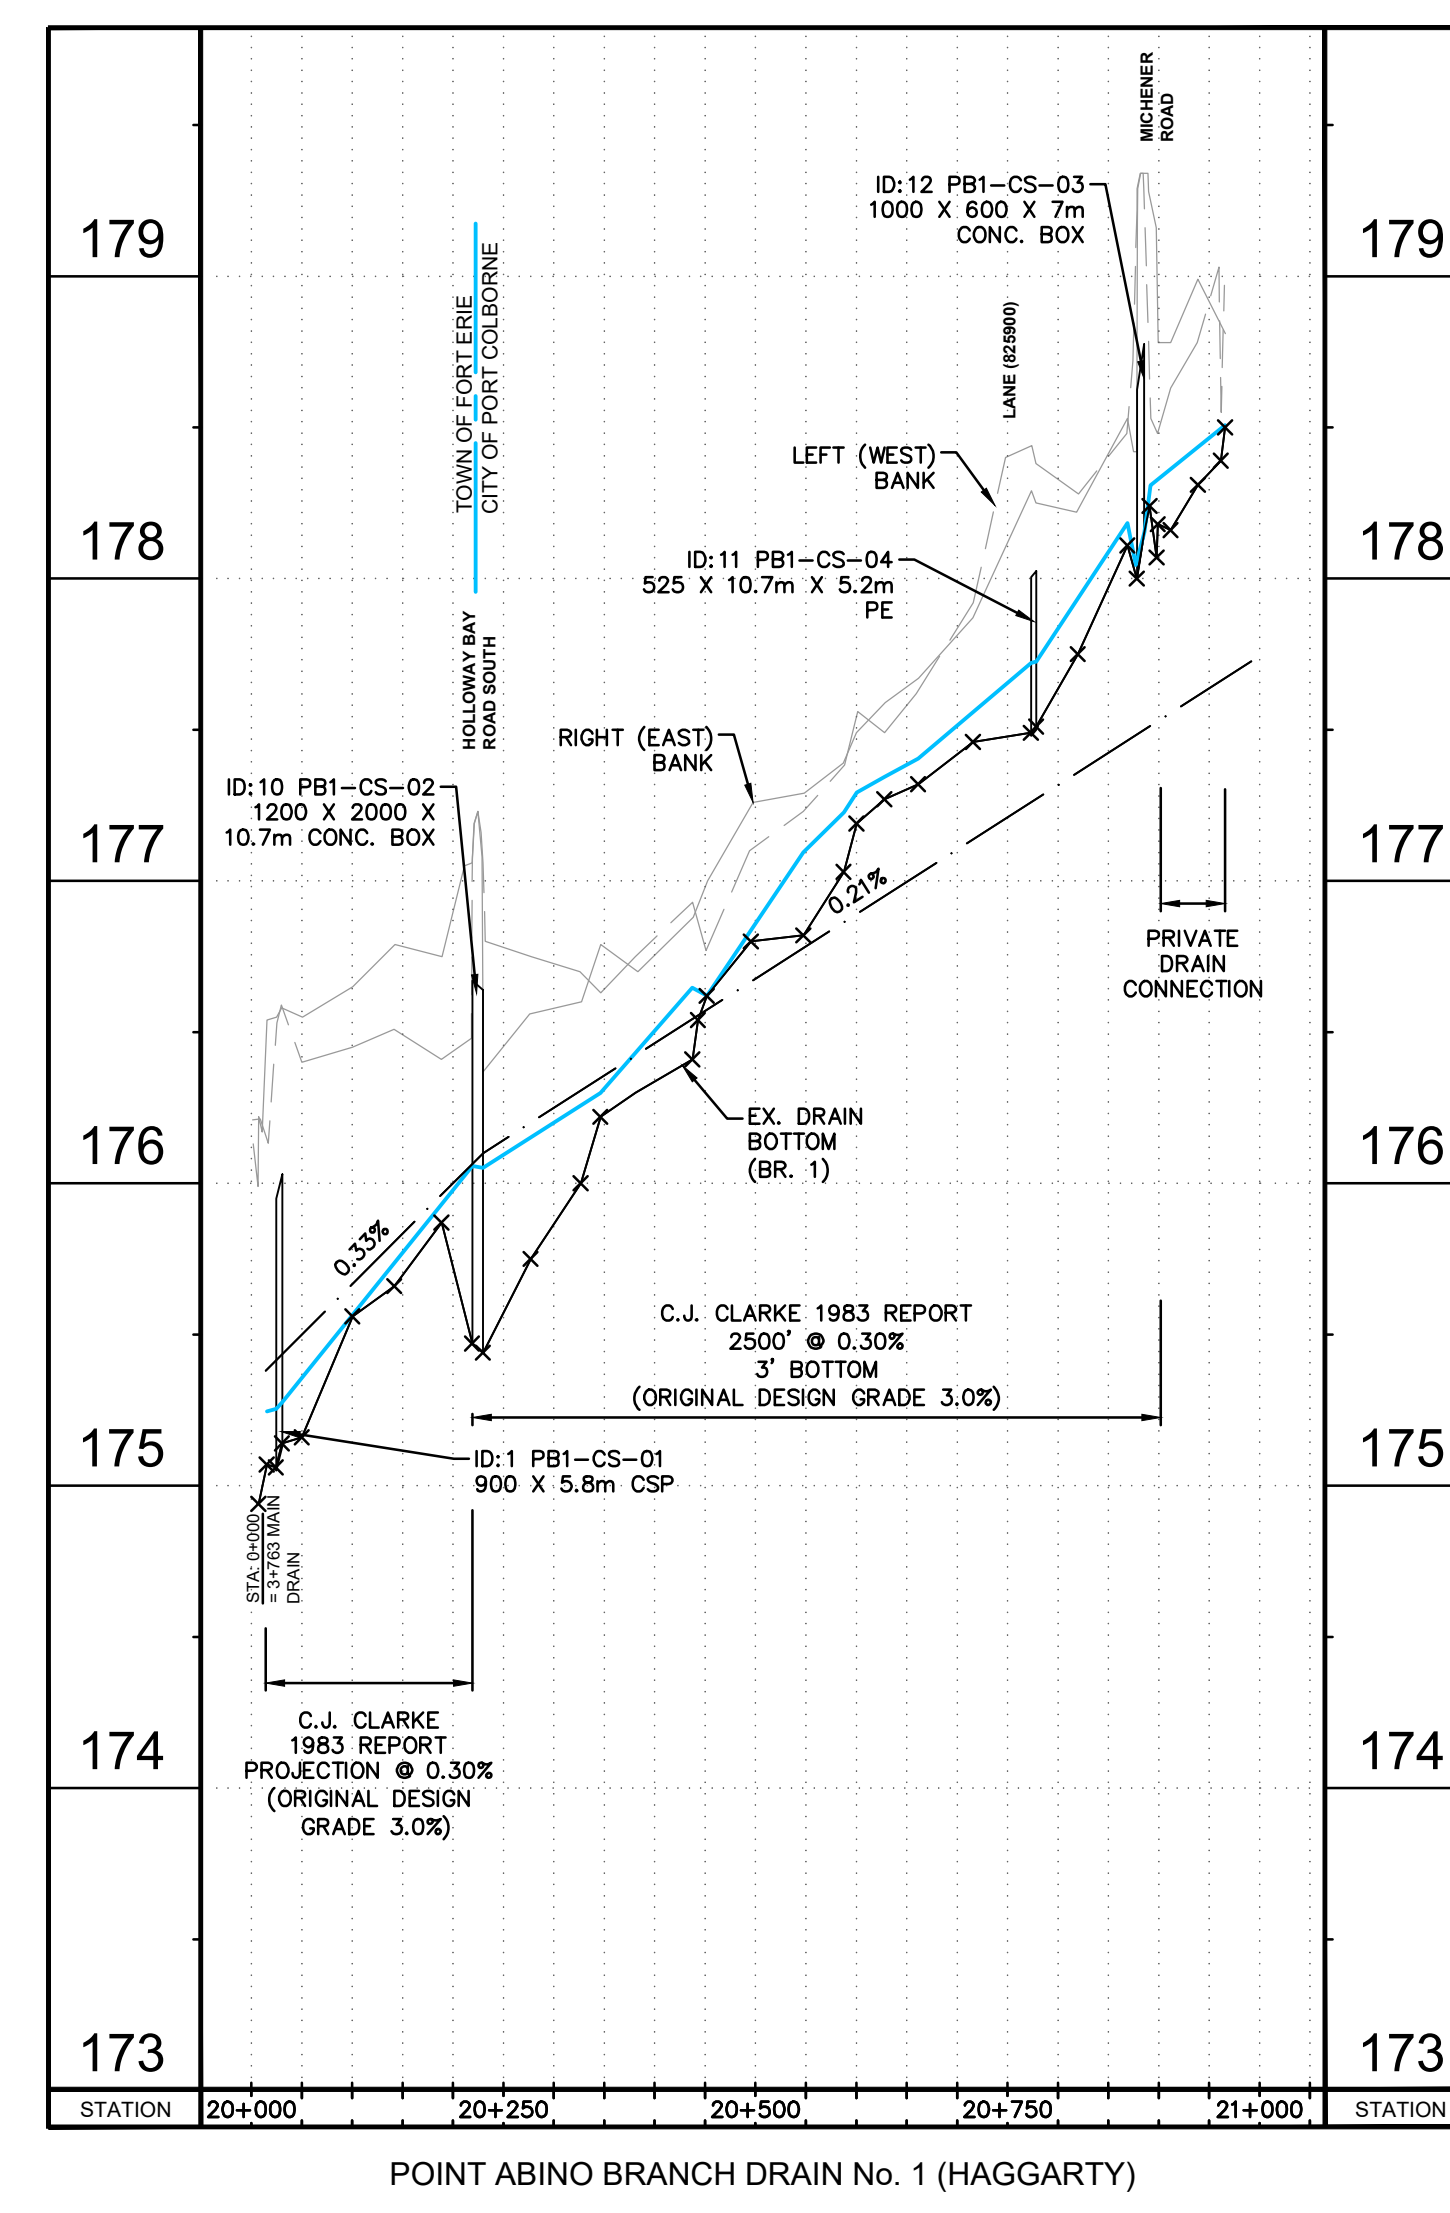 MICHENER
ROAD
ID:12 PB1-CS-03
1000 X 600 X 7m
CONC. BOX
179
179
TOWN OF FORT ERIE
CITY OF PORT COLBORNE
LANE (825900)
LEFT (WEST)
BANK
178
178
ID:11 PB1-CS-04
525 X 10.7m X 5.2m
PE
HOLLOWAY BAY
ROAD SOUTH
RIGHT (EAST)
BANK
ID:10 PB1-CS-02
1200 X 2000 X
10.7m CONC. BOX
177
177
0.21%
PRIVATE
DRAIN
CONNECTION
EX. DRAIN
BOTTOM
(BR. 1)
176
176
0.33%
C.J. CLARKE 1983 REPORT
2500' @ 0.30%
3' BOTTOM
(ORIGINAL DESIGN GRADE 3.0%)
175
175
ID:1 PB1-CS-01
900 X 5.8m CSP
STA: 0+000
= 3+763 MAIN
DRAIN
174
174
C.J. CLARKE
1983 REPORT
PROJECTION @ 0.30%
(ORIGINAL DESIGN
GRADE 3.0%)
173
173
STATION 20+000 20+250 20+500 20+750 21+000 STATION
POINT ABINO BRANCH DRAIN No. 1 (HAGGARTY)